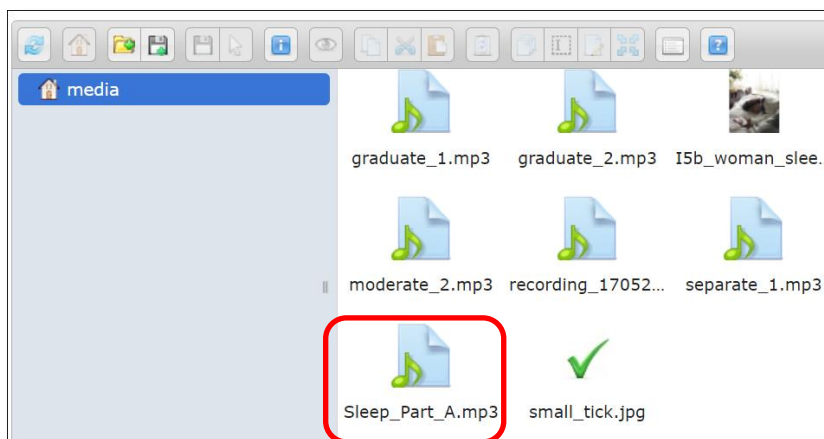 media
graduate_1.mp3 graduate_2.mp3 I5b_woman_slee..
moderate_2.mp3 recording_17052... separate_1.mp3
Sleep_Part_A.mp3 small_tick.jpg